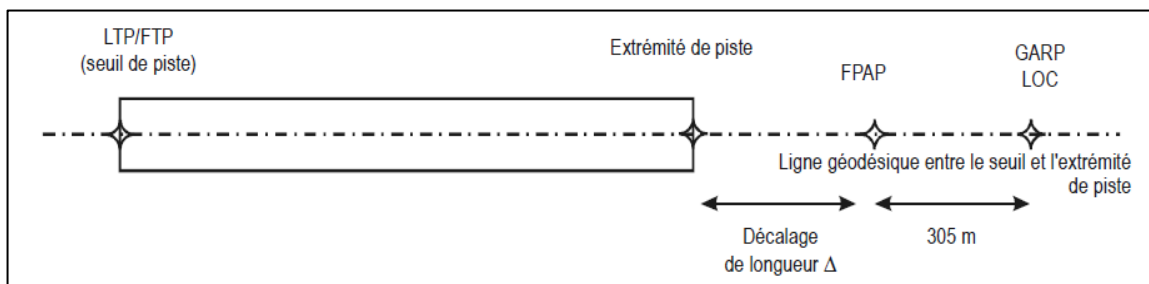 LTP/FTP
(seuil de piste)
Extrémité de piste
FPAP
GARP
LOC
Ligne géodésique entre le seuil et l'extrémité
de piste
Décalage
de longueur Δ
305 m